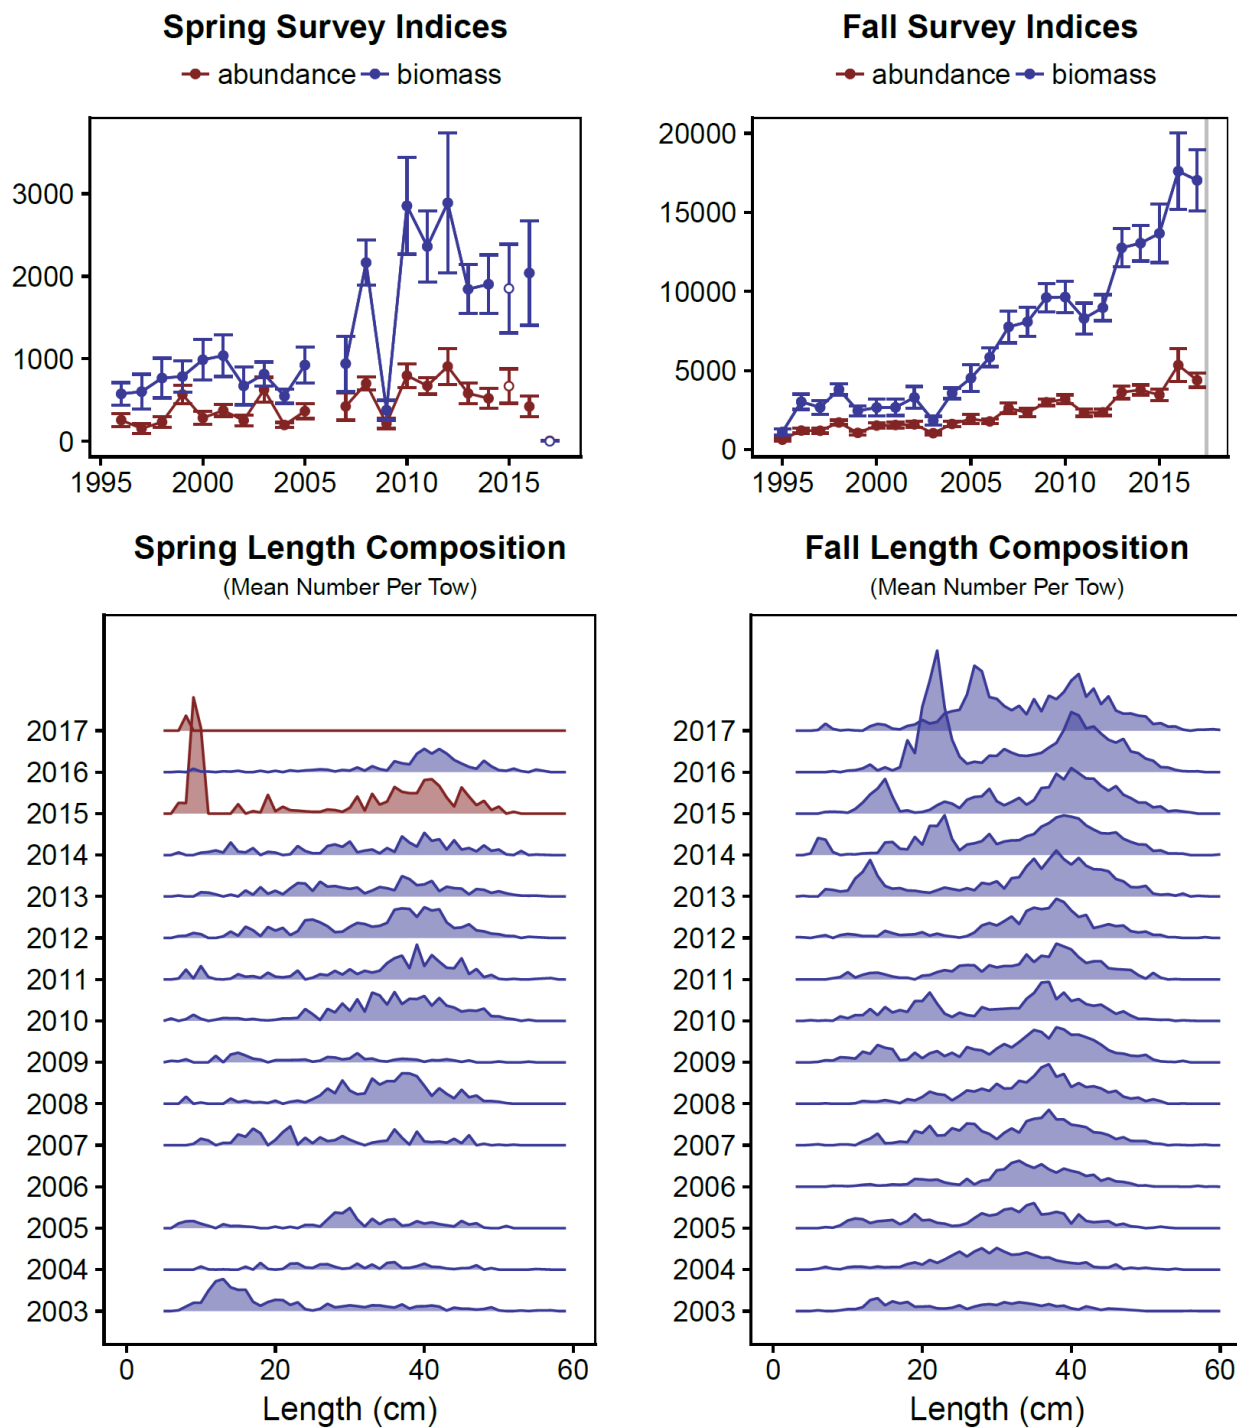 Spring Survey Indices
abundance biomass
3000
2000
1000
0
1995 2000 2005 2010 2015
Fall Survey Indices
abundance biomass
20000
15000
10000
5000
0
1995 2000 2005 2010 2015
Spring Length Composition
(Mean Number Per Tow)
2017
2016
2015
2014
2013
2012
2011
2010
2009
2008
2007
2006
2005
2004
2003
0 20 40 60
Length (cm)
Fall Length Composition
(Mean Number Per Tow)
2017
2016
2015
2014
2013
2012
2011
2010
2009
2008
2007
2006
2005
2004
2003
0 20 40 60
Length (cm)